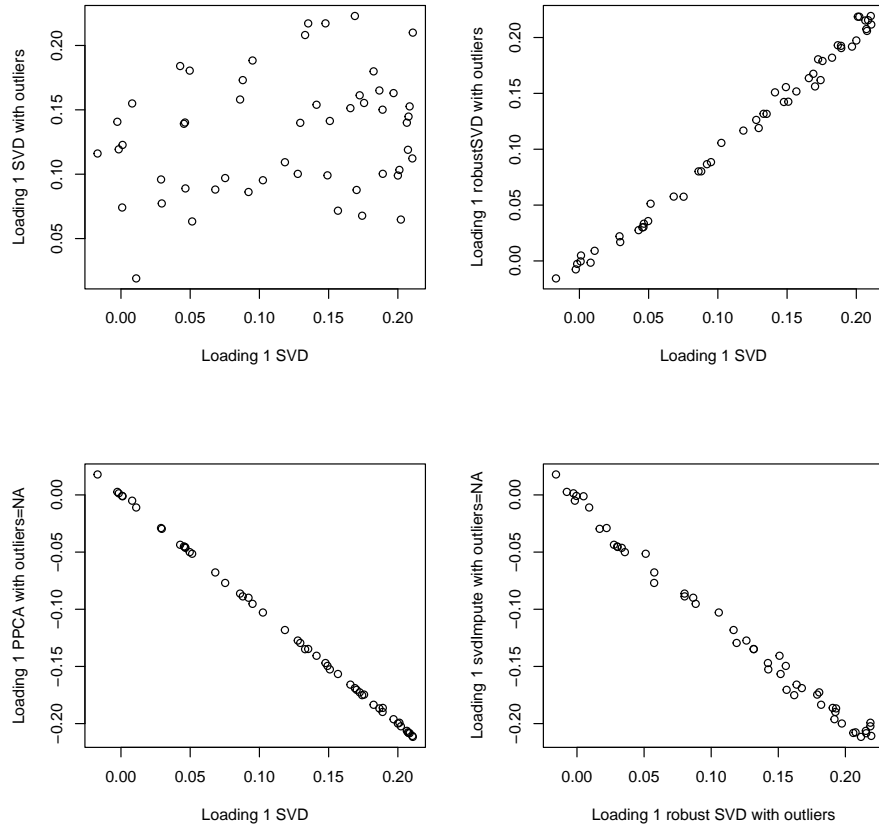 Loading 1 SVD with outliers
0.05 0.10 0.15 0.20
0.00 0.05 0.10 0.15 0.20
Loading 1 SVD
Loading 1 robustSVD with outliers
0.00 0.05 0.10 0.15 0.20
0.00 0.05 0.10 0.15 0.20
Loading 1 SVD
Loading 1 PPCA with outliers=NA
−0.20 −0.15 −0.10 −0.05 0.00
0.00 0.05 0.10 0.15 0.20
Loading 1 SVD
Loading 1 svdImpute with outliers=NA
−0.20 −0.15 −0.10 −0.05 0.00
0.00 0.05 0.10 0.15 0.20
Loading 1 robust SVD with outliers